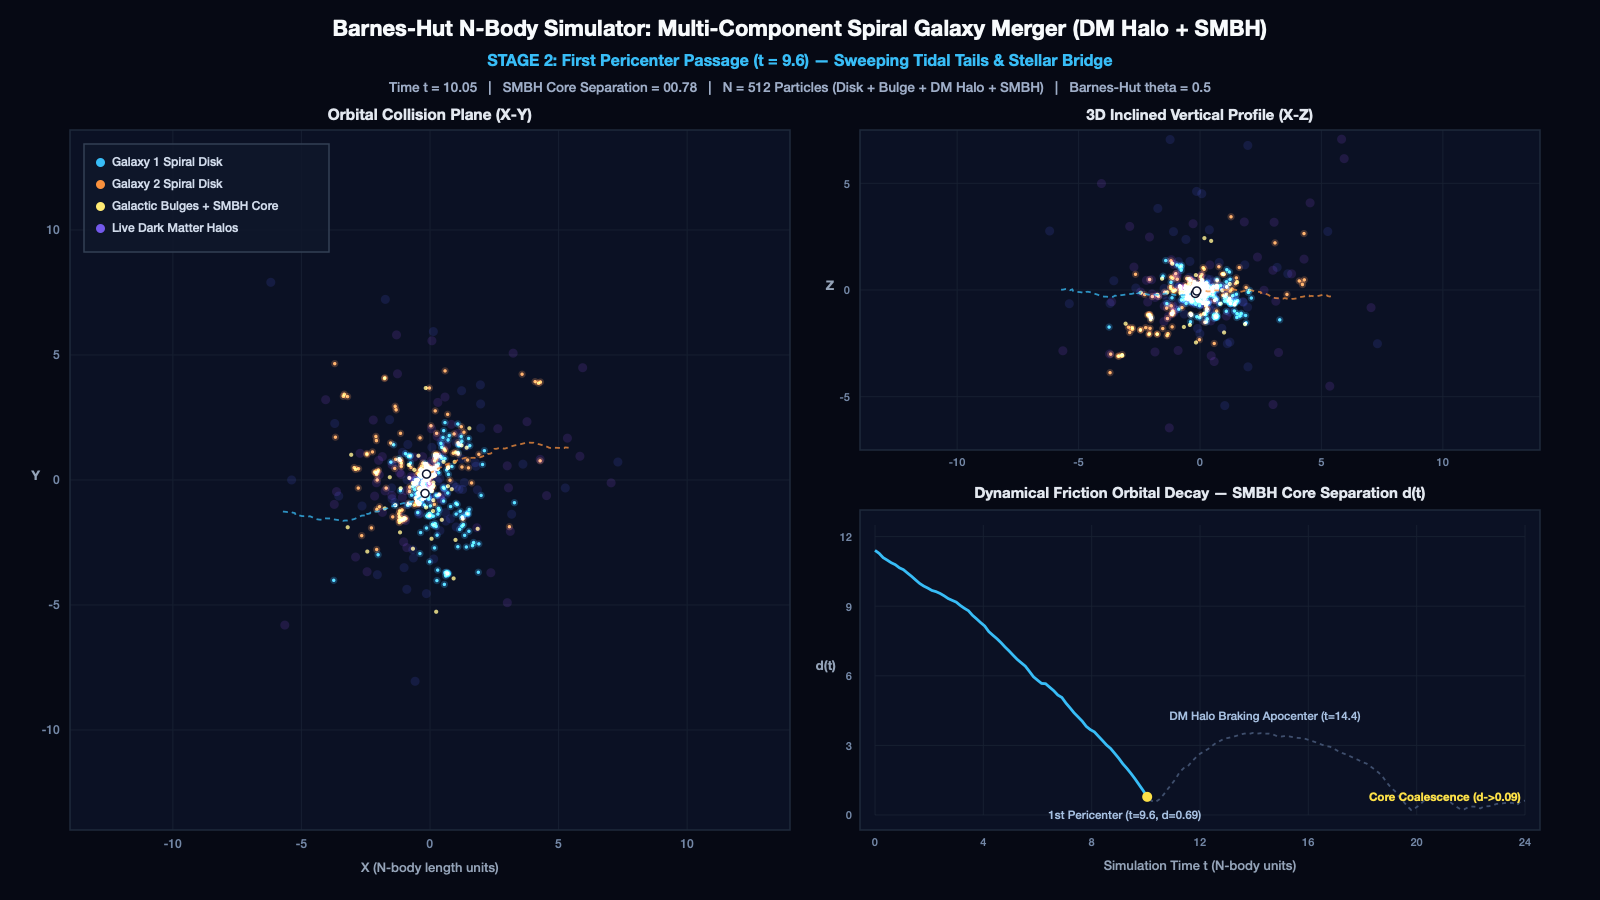 Barnes-Hut N-Body Simulator: Multi-Component Spiral Galaxy Merger (DM Halo + SMBH)
STAGE 2: First Pericenter Passage (t = 9.6) — Sweeping Tidal Tails & Stellar Bridge
Time t = 10.05 | SMBH Core Separation = 00.78 | N = 512 Particles (Disk + Bulge + DM Halo + SMBH) | Barnes-Hut theta = 0.5
Orbital Collision Plane (X-Y)
Galaxy 1 Spiral Disk
Galaxy 2 Spiral Disk
Galactic Bulges + SMBH Core
Live Dark Matter Halos
10
5
Y
0
-5
-10
-10 -5 0 5 10
X (N-body length units)
3D Inclined Vertical Profile (X-Z)
5
Z
0
-5
-10 -5 0 5 10
Dynamical Friction Orbital Decay — SMBH Core Separation d(t)
12
9
d(t)
6
3
0
DM Halo Braking Apocenter (t=14.4)
Core Coalescence (d->0.09)
1st Pericenter (t=9.6, d=0.69)
0 4 8 12 16 20 24
Simulation Time t (N-body units)